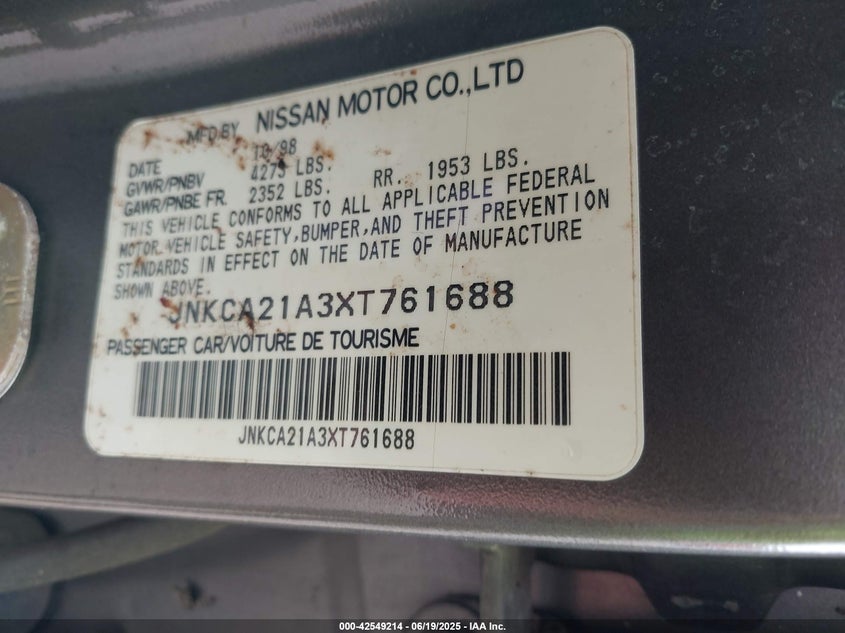 MFD BY NISSAN MOTOR CO.,LTD
DATE 10/98
GVWR/PNBV 4273 LBS.
GAWR/PNBE FR. 2352 LBS. RR. 1953 LBS.
THIS VEHICLE CONFORMS TO ALL APPLICABLE FEDERAL
MOTOR VEHICLE SAFETY,BUMPER,AND THEFT PREVENTION
STANDARDS IN EFFECT ON THE DATE OF MANUFACTURE
SHOWN ABOVE.
JNKCA21A3XT761688
PASSENGER CAR/VOITURE DE TOURISME
JNKCA21A3XT761688
000-42549214 - 06/19/2025 - IAA Inc.